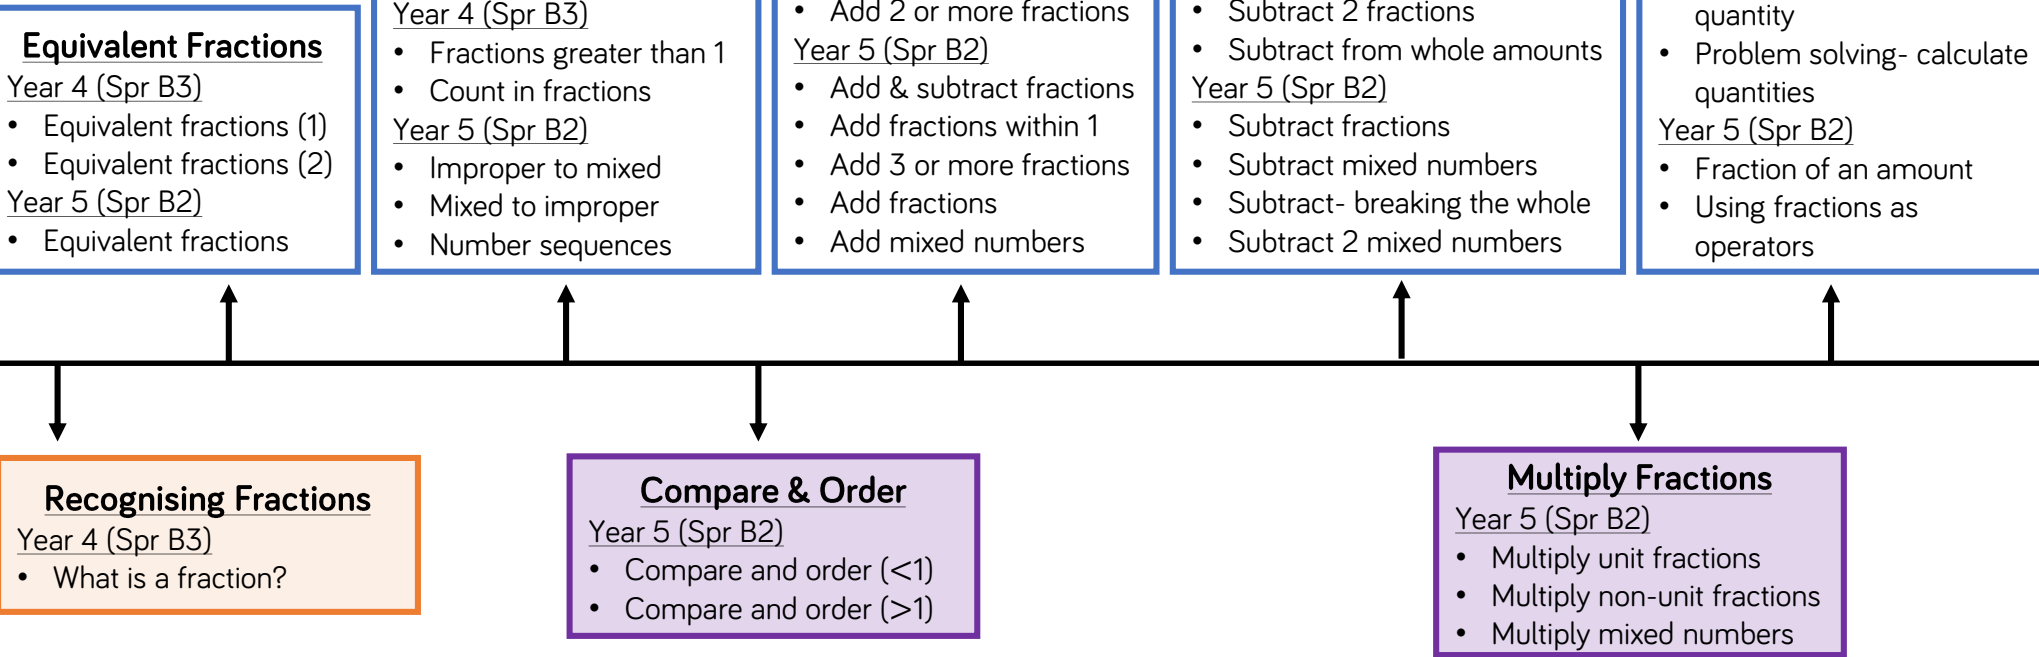 Equivalent Fractions
Year 4 (Spr B3)
• Equivalent fractions (1)
• Equivalent fractions (2)
Year 5 (Spr B2)
• Equivalent fractions
Year 4 (Spr B3)
• Fractions greater than 1
• Count in fractions
Year 5 (Spr B2)
• Improper to mixed
• Mixed to improper
• Number sequences
• Add 2 or more fractions
Year 5 (Spr B2)
• Add & subtract fractions
• Add fractions within 1
• Add 3 or more fractions
• Add fractions
• Add mixed numbers
• Subtract 2 fractions
• Subtract from whole amounts
Year 5 (Spr B2)
• Subtract fractions
• Subtract mixed numbers
• Subtract- breaking the whole
• Subtract 2 mixed numbers
quantity
• Problem solving- calculate
quantities
Year 5 (Spr B2)
• Fraction of an amount
• Using fractions as
operators
Recognising Fractions
Year 4 (Spr B3)
• What is a fraction?
Compare & Order
Year 5 (Spr B2)
• Compare and order (<1)
• Compare and order (>1)
Multiply Fractions
Year 5 (Spr B2)
• Multiply unit fractions
• Multiply non-unit fractions
• Multiply mixed numbers